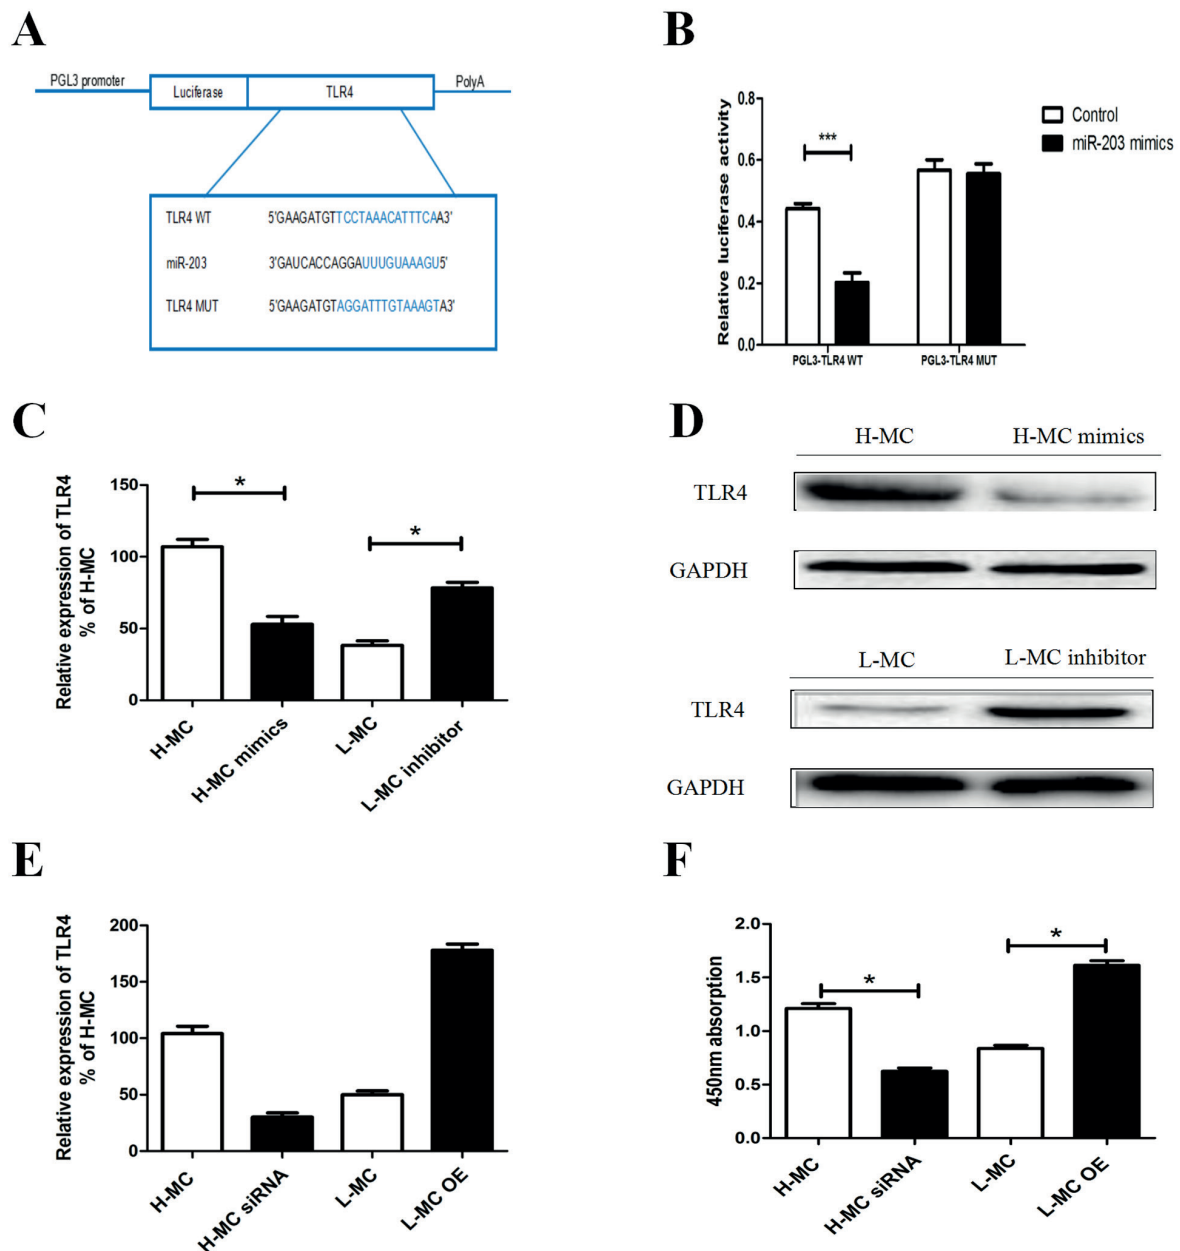 A
PGL3 promoter
Luciferase
TLR4
PolyA
TLR4 WT 5'GAAGATGTTCCTAAACATTTCAA3'
miR-203 3'GAUCACCAGGAUUUGUAAAGU5'
TLR4 MUT 5'GAAGATGTAGGATTTGTAAAGTA3'
B
Relative luciferase activity
0.8
0.6
0.4
0.2
0.0
***
Control
miR-203 mimics
PGL3-TLR4 WT
PGL3-TLR4 MUT
C
Relative expression of TLR4
% of H-MC
150
100
50
0
*
*
H-MC
H-MC mimics
L-MC
L-MC inhibitor
D
H-MC H-MC mimics
TLR4
GAPDH
L-MC L-MC inhibitor
TLR4
GAPDH
E
Relative expression of TLR4
% of H-MC
200
150
100
50
0
H-MC
H-MC siRNA
L-MC
L-MC OE
F
450nm absorption
2.0
1.5
1.0
0.5
0.0
*
*
H-MC
H-MC siRNA
L-MC
L-MC OE